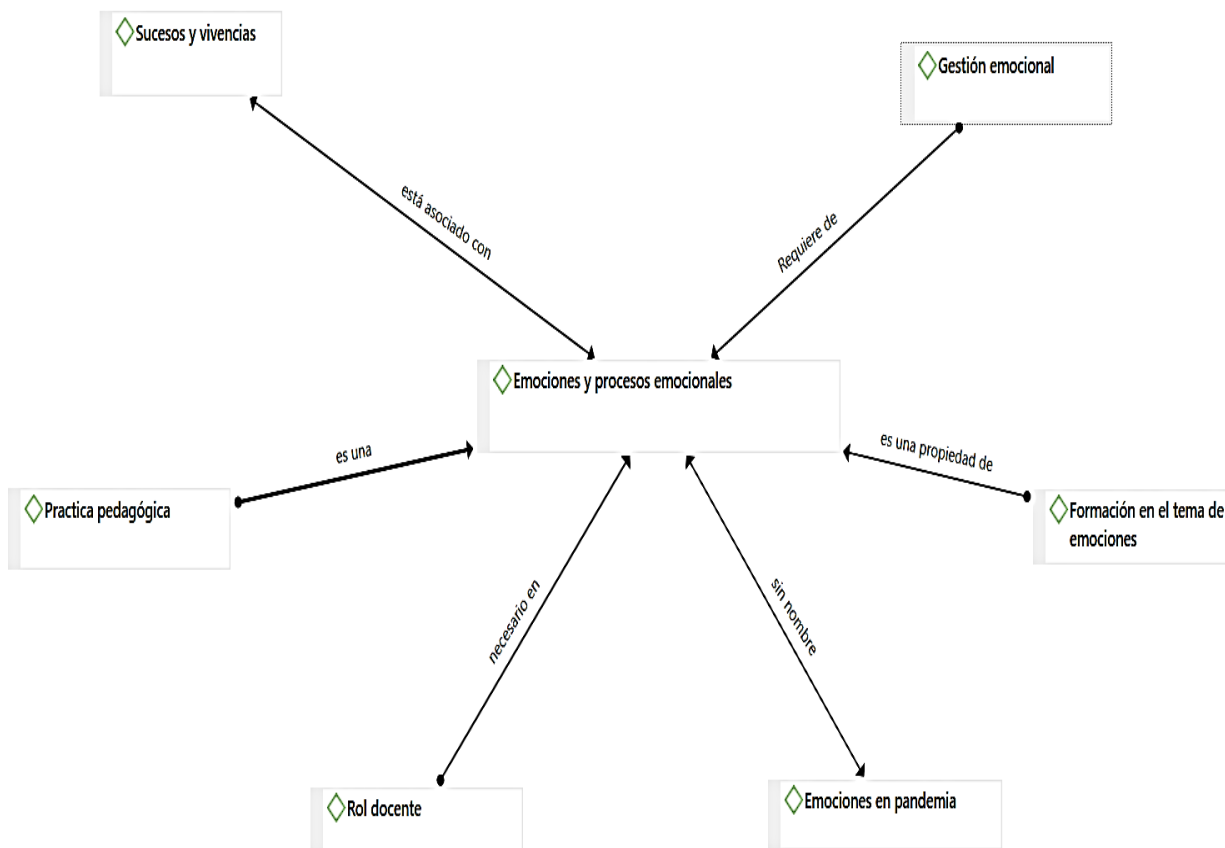 Sucesos y vivencias
Gestión emocional
está asociado con
Requiere de
Emociones y procesos emocionales
es una
es una propiedad de
Practica pedagógica
Formación en el tema de
emociones
necesario en
sin nombre
Rol docente
Emociones en pandemia